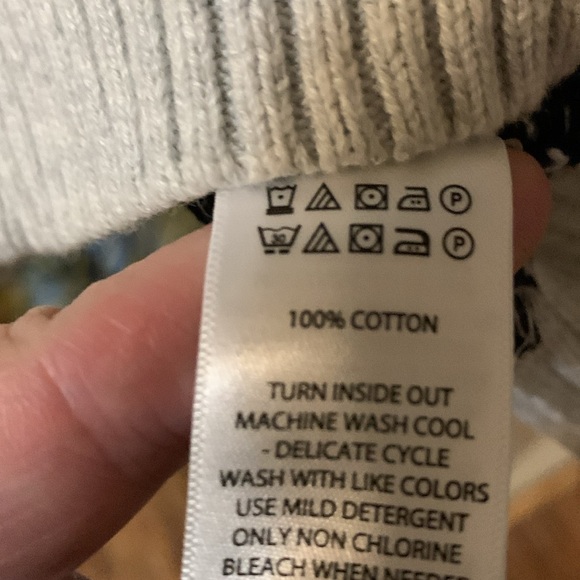 P
30 P
100% COTTON
TURN INSIDE OUT
MACHINE WASH COOL
- DELICATE CYCLE
WASH WITH LIKE COLORS
USE MILD DETERGENT
ONLY NON CHLORINE
BLEACH WHEN